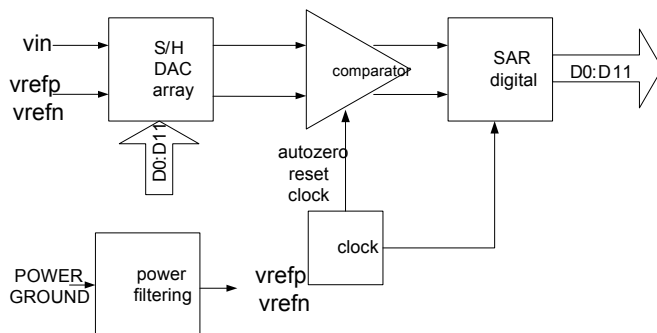 vin
vrefp
vrefn
S/H
DAC
array
D0:D11
comparator
SAR
digital
D0:D11
autozero
reset
clock
clock
POWER
GROUND
power
filtering
vrefp
vrefn